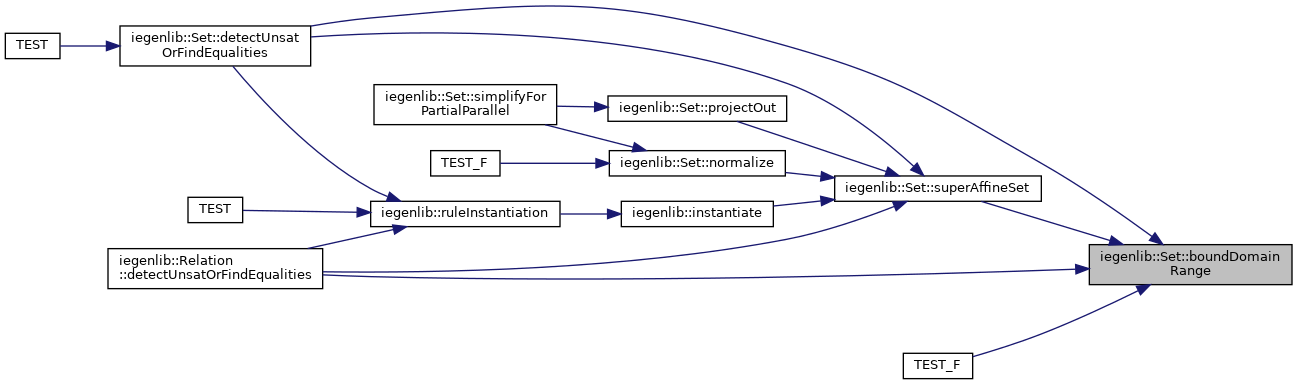 iegenlib::Set::detectUnsat
OrFindEqualities
TEST
iegenlib::Set::simplifyFor
PartialParallel
iegenlib::Set::projectOut
TEST_F
iegenlib::Set::normalize
iegenlib::Set::superAffineSet
TEST
iegenlib::ruleInstantiation
iegenlib::instantiate
iegenlib::Relation
::detectUnsatOrFindEqualities
iegenlib::Set::boundDomain
Range
TEST_F